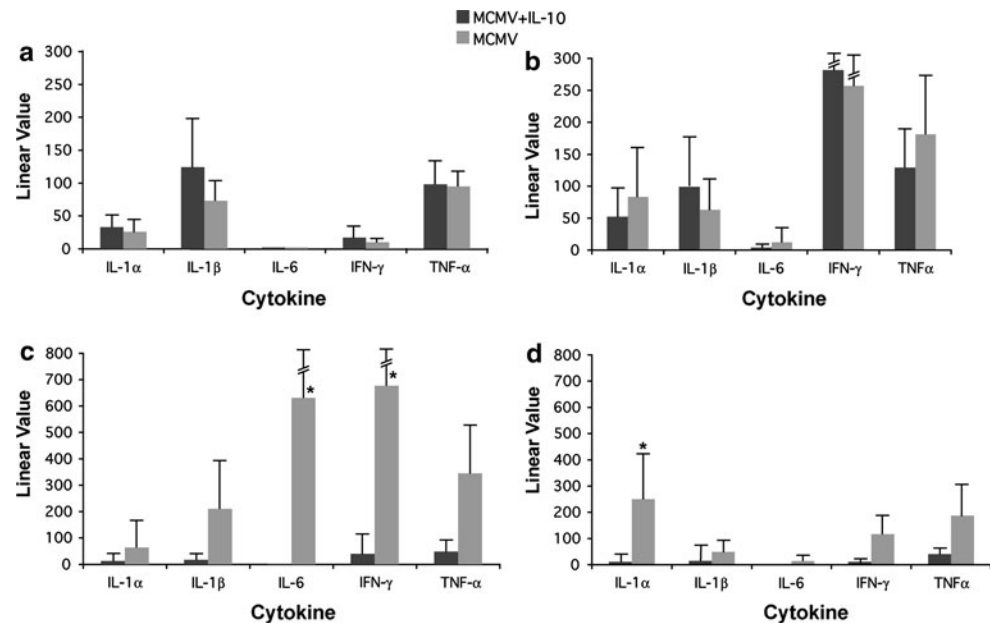 MCMV+IL-10
MCMV
a
300
250
200
150
100
50
0
Linear Value
IL-1α IL-1β IL-6 IFN-γ TNF-α
Cytokine
b
300
250
200
150
100
50
0
Linear Value
IL-1α IL-1β IL-6 IFN-γ TNFα
Cytokine
c
800
700
600
500
400
300
200
100
0
Linear Value
* *
IL-1α IL-1β IL-6 IFN-γ TNF-α
Cytokine
d
800
700
600
500
400
300
200
100
0
Linear Value
*
IL-1α IL-1β IL-6 IFN-γ TNFα
Cytokine